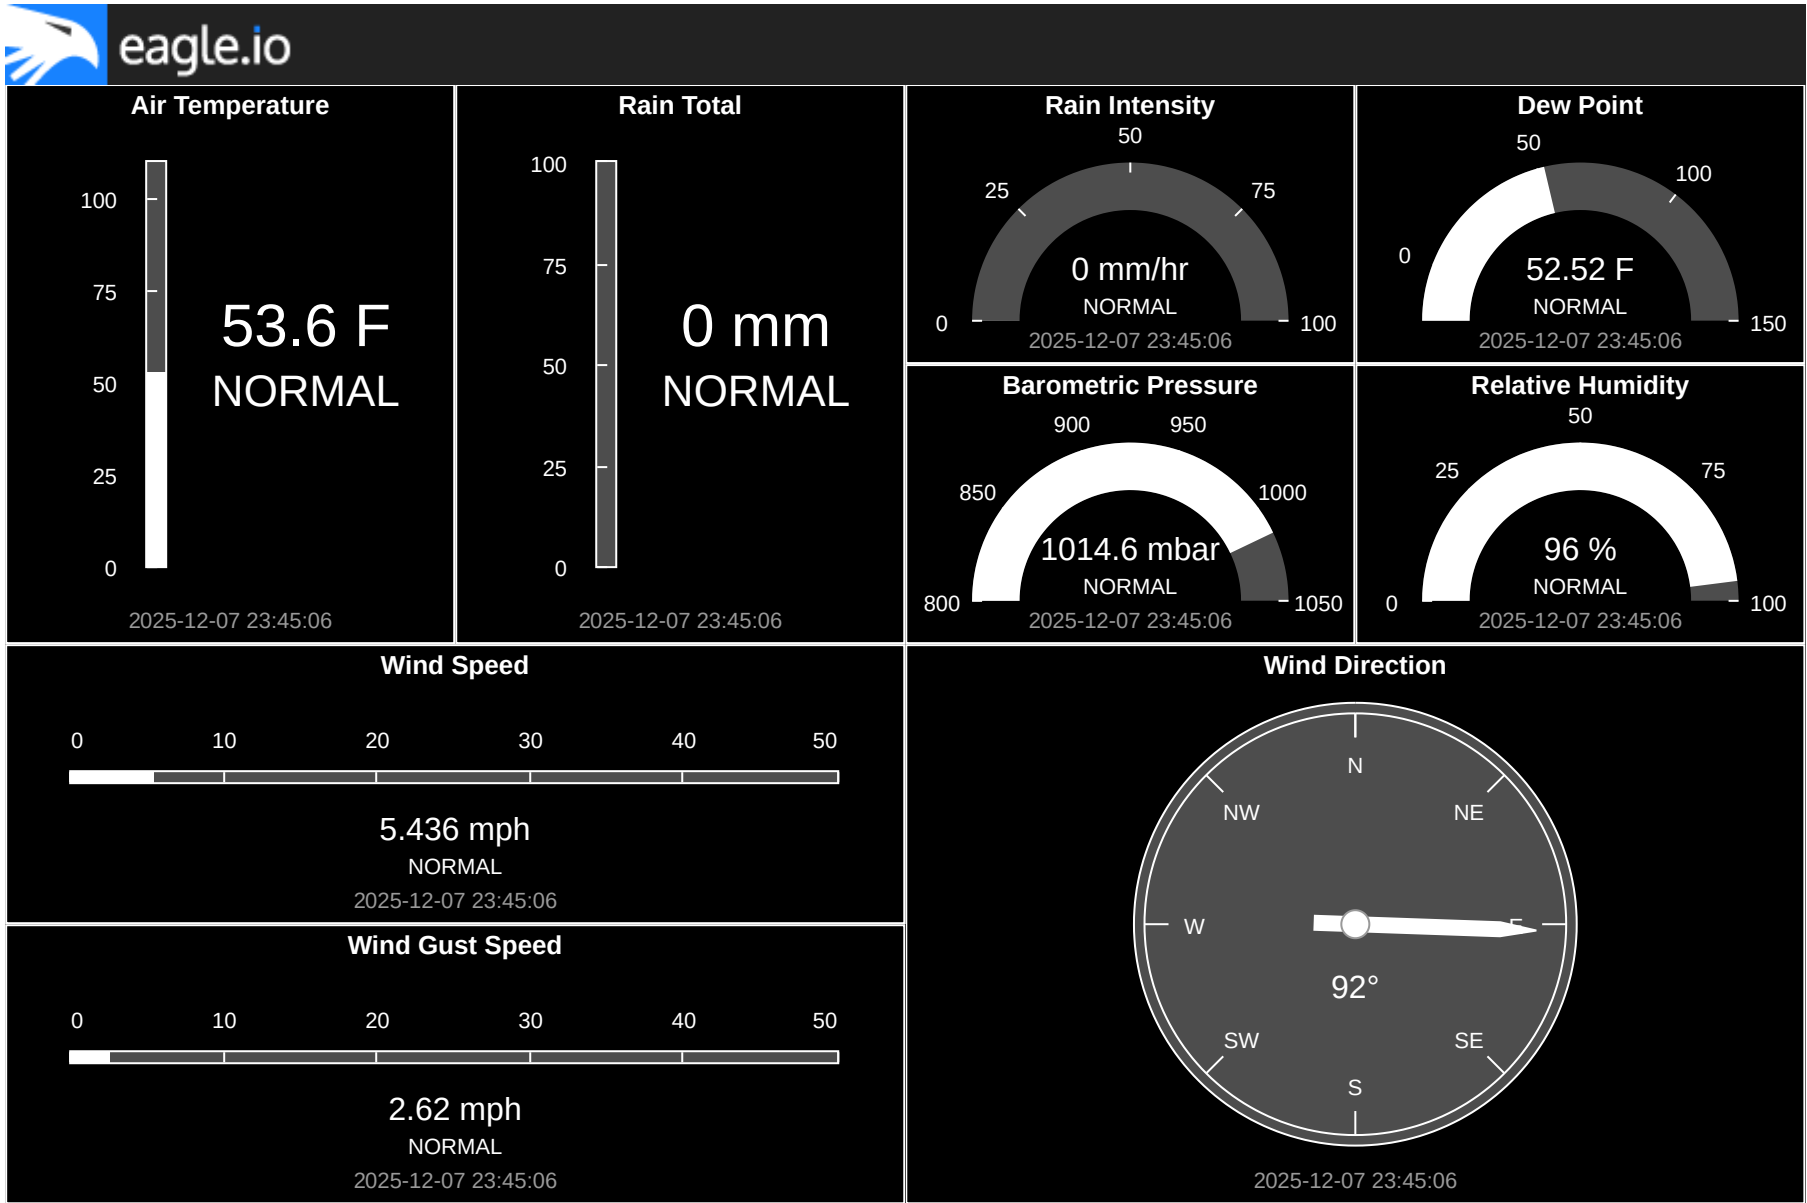 eagle.io
Air Temperature
100
75
50
25
0
53.6 F
NORMAL
2025-12-07 23:45:06
Rain Total
100
75
50
25
0
0 mm
NORMAL
2025-12-07 23:45:06
Rain Intensity
0
25
50
75
100
0 mm/hr
NORMAL
2025-12-07 23:45:06
Dew Point
0
50
100
150
52.52 F
NORMAL
2025-12-07 23:45:06
Barometric Pressure
800
850
900
950
1000
1050
1014.6 mbar
NORMAL
2025-12-07 23:45:06
Relative Humidity
0
25
50
75
100
96 %
NORMAL
2025-12-07 23:45:06
Wind Speed
0 10 20 30 40 50
5.436 mph
NORMAL
2025-12-07 23:45:06
Wind Gust Speed
0 10 20 30 40 50
2.62 mph
NORMAL
2025-12-07 23:45:06
Wind Direction
N
NW NE
W E
92°
SW SE
S
2025-12-07 23:45:06